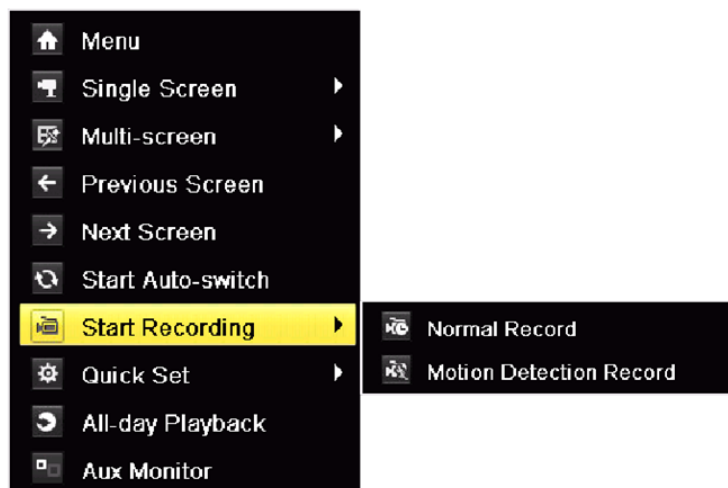 Menu
Single Screen
Multi-screen
Previous Screen
Next Screen
Start Auto-switch
Start Recording
Normal Record
Motion Detection Record
Quick Set
All-day Playback
Aux Monitor